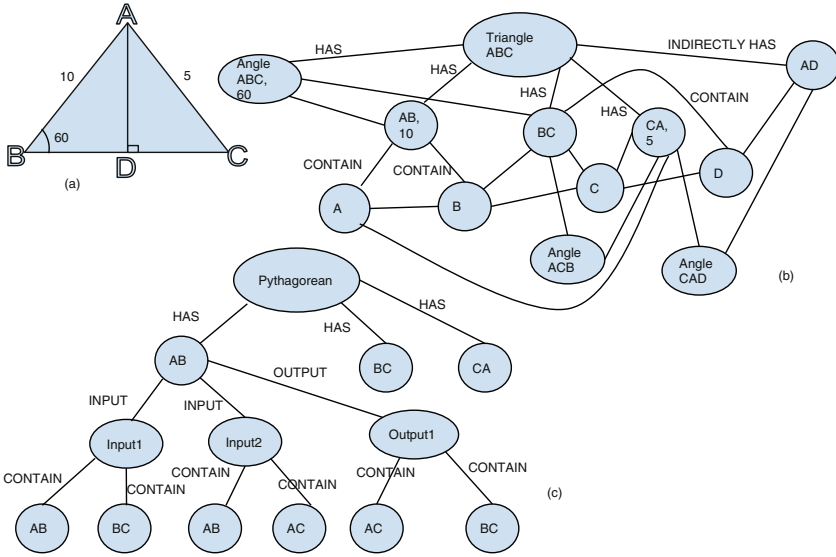 A
10
5
60
B
D
C
(a)
Triangle
ABC
HAS
INDIRECTLY HAS
Angle
ABC,
60
AD
HAS
HAS
HAS
CONTAIN
AB,
10
BC
CA,
5
CONTAIN
CONTAIN
A
B
C
D
Angle
ACB
Angle
CAD
(b)
Pythagorean
HAS
HAS
HAS
AB
BC
CA
OUTPUT
INPUT
INPUT
Input1
Input2
Output1
CONTAIN
CONTAIN
CONTAIN
CONTAIN
CONTAIN
CONTAIN
(c)
AB
BC
AB
AC
AC
BC